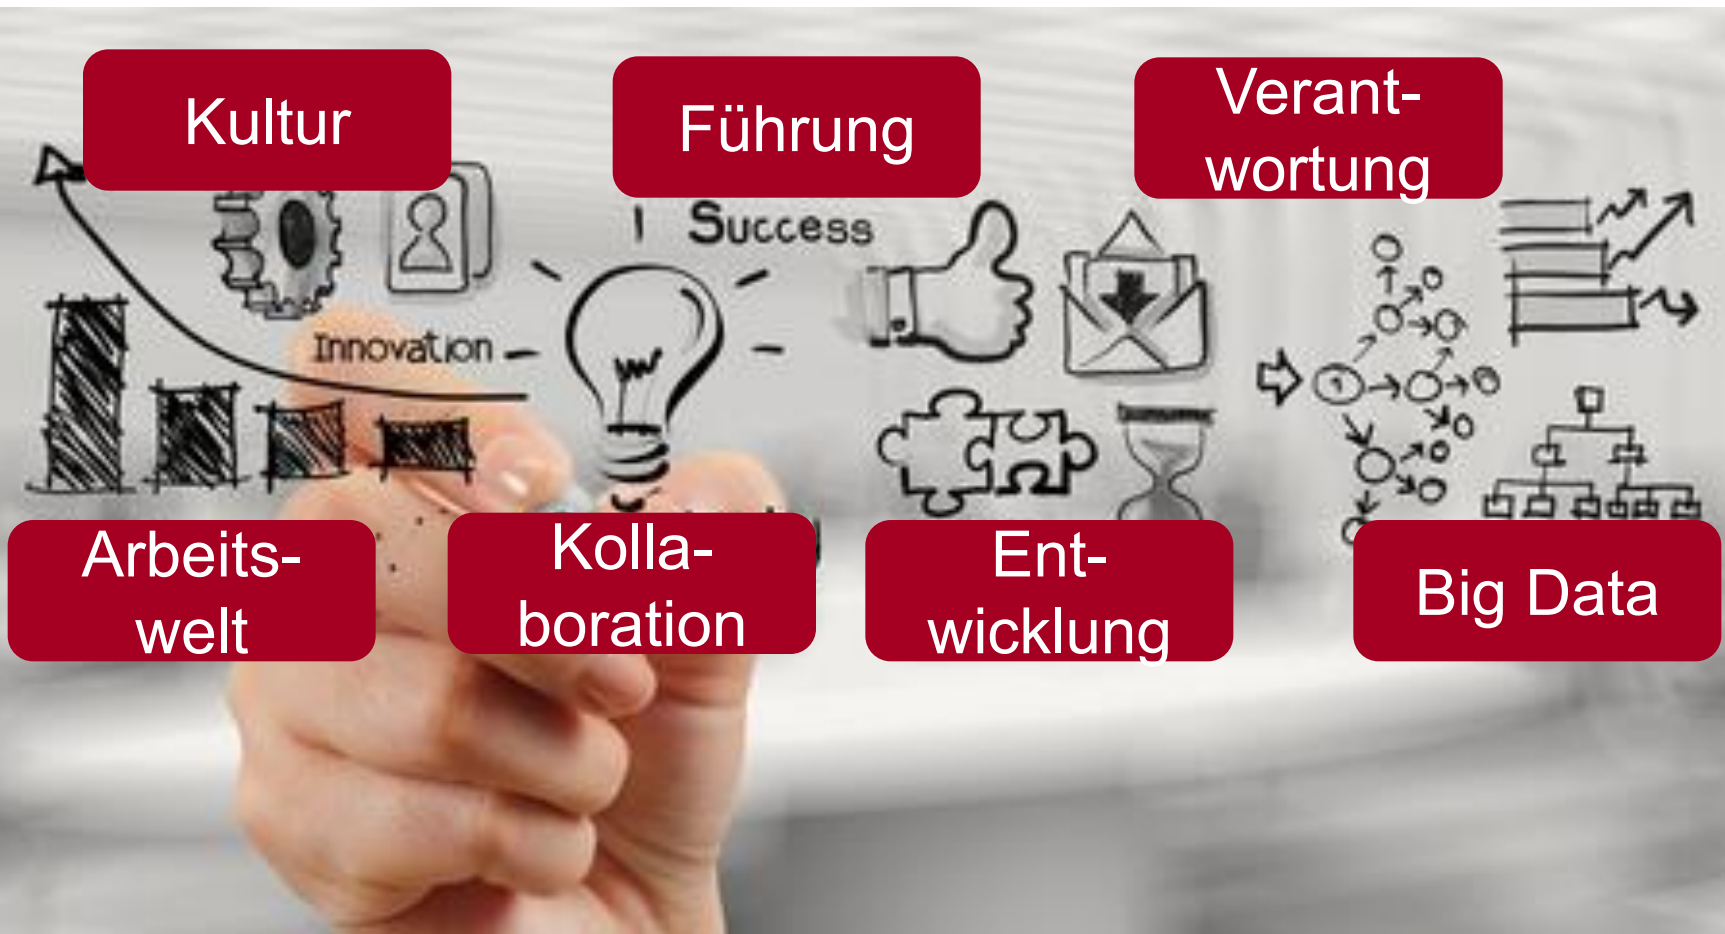 Kultur
Führung
Verant-
wortung
Success
Innovation
Arbeits-
welt
Kolla-
boration
Ent-
wicklung
Big Data